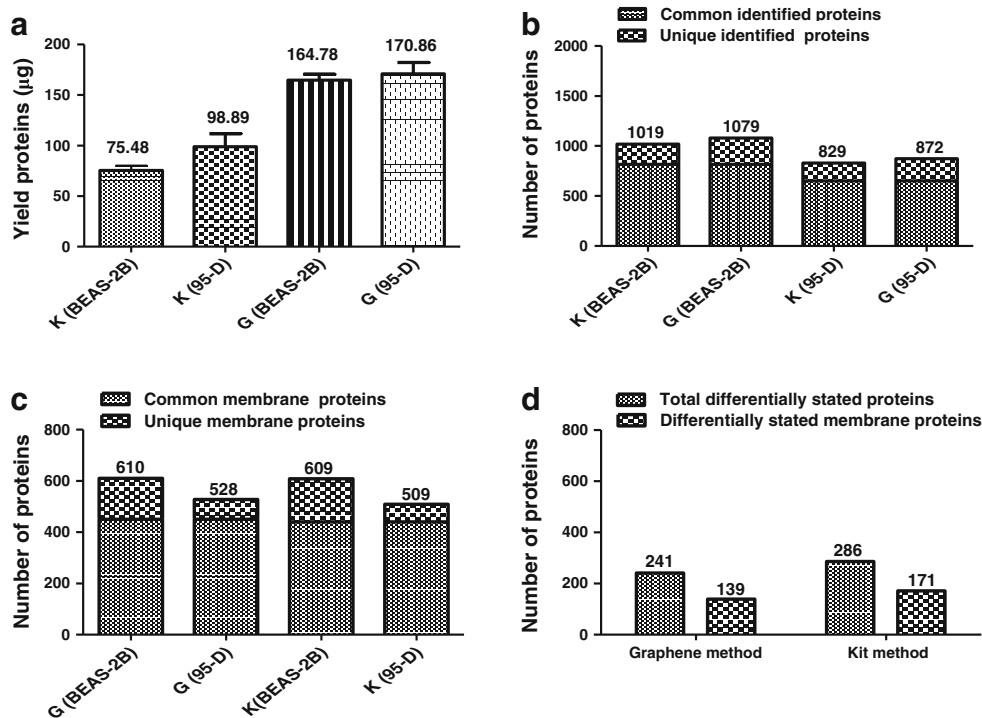 a
Yield proteins (μg)
200
150
100
50
0
75.48
98.89
164.78
170.86
K (BEAS-2B)
K (95-D)
G (BEAS-2B)
G (95-D)
b
Common identified proteins
Unique identified proteins
Number of proteins
2000
1500
1000
500
0
1019
1079
829
872
K (BEAS-2B)
G (BEAS-2B)
K (95-D)
G (95-D)
c
Common membrane proteins
Unique membrane proteins
Number of proteins
800
600
400
200
0
610
528
609
509
G (BEAS-2B)
G (95-D)
K(BEAS-2B)
K (95-D)
d
Total differentially stated proteins
Differentially stated membrane proteins
Number of proteins
800
600
400
200
0
241
139
286
171
Graphene method
Kit method